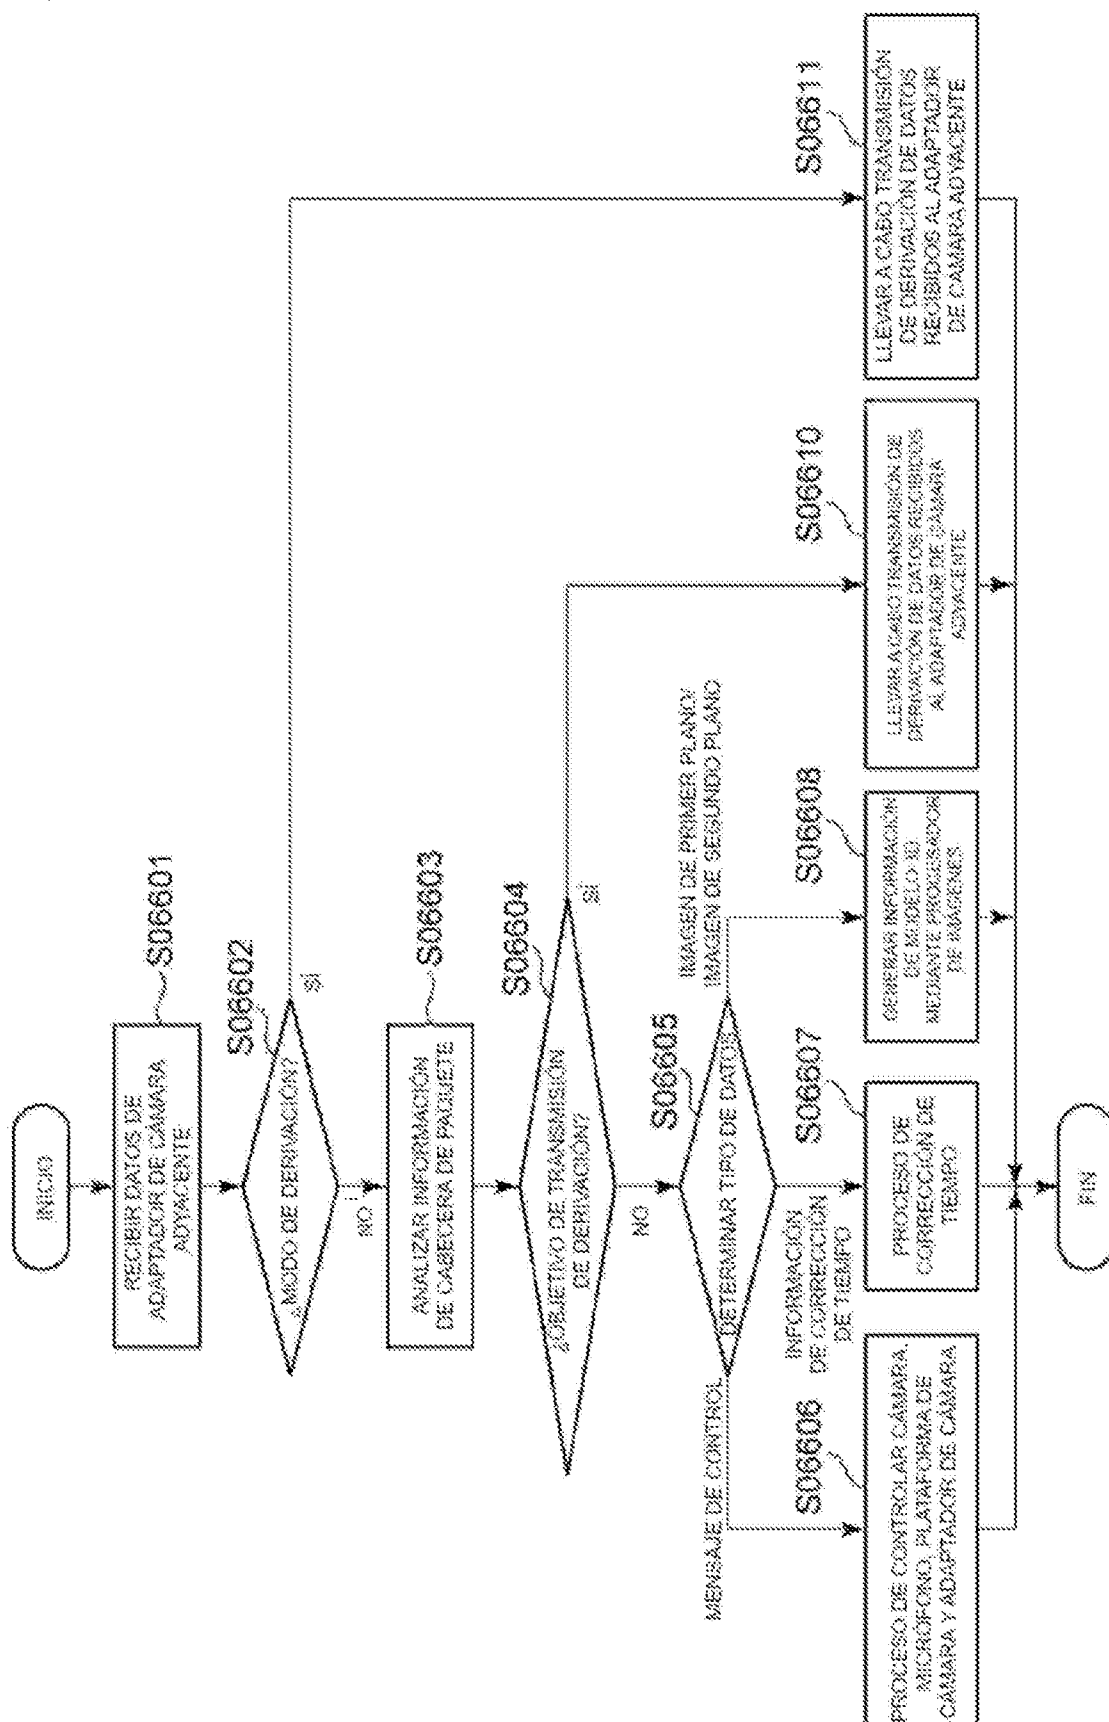 INICIO
RECIBIR DATOS DE
ADAPTADOR DE CÁMARA
ADYACENTE
S06601
¿MODO DE DERIVACIÓN?
S06602
SÍ
NO
ANALIZAR INFORMACIÓN
DE CABECERA DE PAQUETE
S06603
¿OBJETIVO DE TRANSMISIÓN
DE DERIVACIÓN?
S06604
SÍ
NO
DETERMINAR TIPO DE DATOS
S06605
MENSAJE DE CONTROL
INFORMACIÓN
DE CORRECCIÓN
DE TIEMPO
IMAGEN DE PRIMER PLANO/
IMAGEN DE SEGUNDO PLANO
S06606
PROCESO DE CONTROLAR CÁMARA,
MICRÓFONO, PLATAFORMA DE
CÁMARA Y ADAPTADOR DE CÁMARA
S06607
PROCESO DE
CORRECCIÓN DE
TIEMPO
S06608
GENERAR INFORMACIÓN
DE MODELO 3D
MEDIANTE PROCESADOR
DE IMÁGENES
S06610
LLEVAR A CABO TRANSMISIÓN DE
DERIVACIÓN DE DATOS RECIBIDOS
AL ADAPTADOR DE CÁMARA
ADYACENTE
S06611
LLEVAR A CABO TRANSMISIÓN
DE DERIVACIÓN DE DATOS
RECIBIDOS AL ADAPTADOR
DE CÁMARA ADYACENTE
FIN